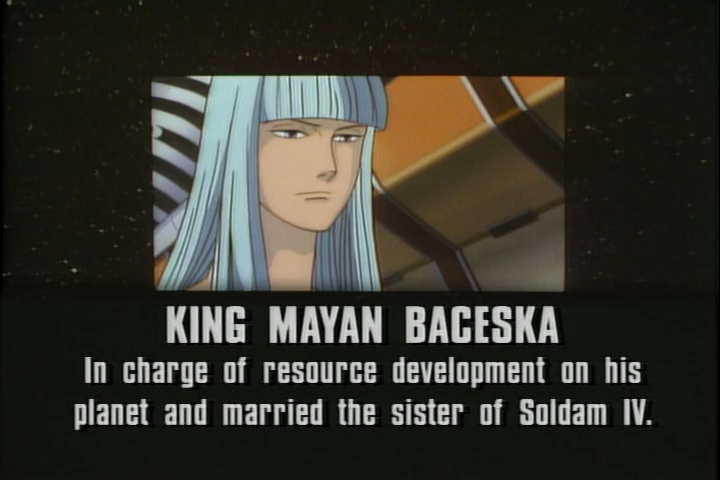 KING MAYAN BACESKA
In charge of resource development on his
planet and married the sister of Soldam IV.